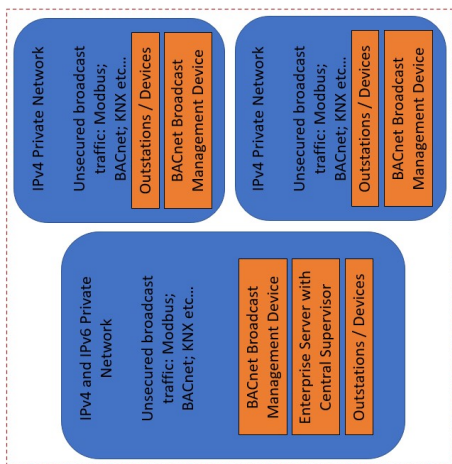 IPv4 and IPv6 Private
Network
Unsecured broadcast
traffic: Modbus;
BACnet; KNX etc...
BACnet Broadcast
Management Device
Enterprise Server with
Central Supervisor
Outstations / Devices
IPv4 Private Network
Unsecured broadcast
traffic: Modbus;
BACnet; KNX etc...
Outstations / Devices
BACnet Broadcast
Management Device
IPv4 Private Network
Unsecured broadcast
traffic: Modbus;
BACnet; KNX etc...
Outstations / Devices
BACnet Broadcast
Management Device